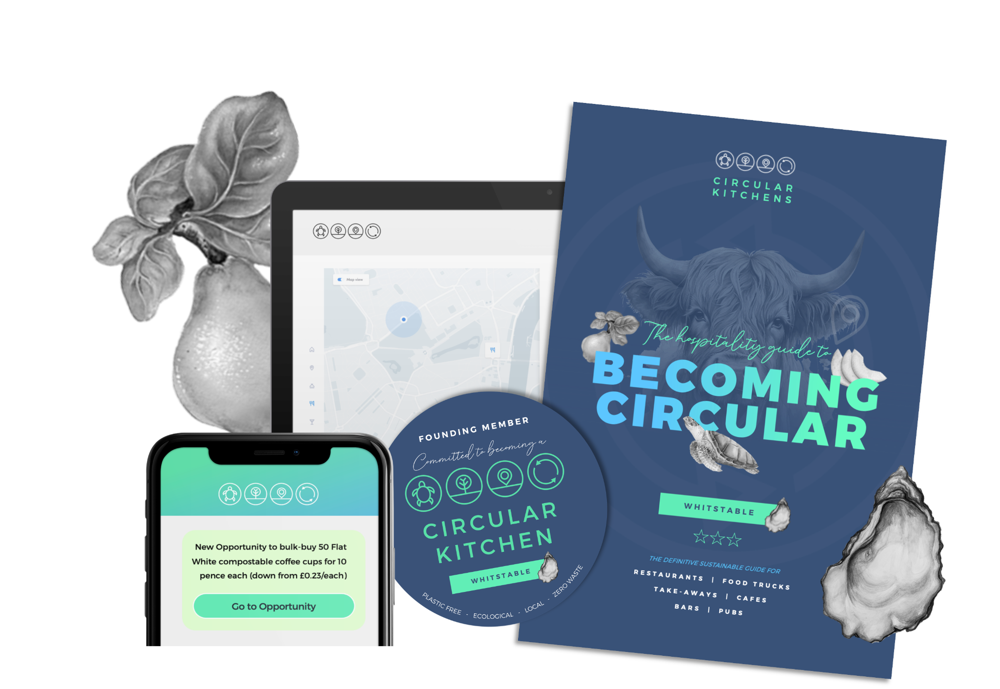 Map view
New Opportunity to bulk-buy 50 Flat
White compostable coffee cups for 10
pence each (down from £0.23/each)
Go to Opportunity
FOUNDING MEMBER
Committed to becoming a
CIRCULAR
KITCHEN
WHITSTABLE
PLASTIC FREE - ECOLOGICAL - LOCAL - ZERO WASTE
CIRCULAR
KITCHENS
The hospitality guide to
BECOMING
CIRCULAR
WHITSTABLE
THE DEFINITIVE SUSTAINABLE GUIDE FOR
RESTAURANTS | FOOD TRUCKS
TAKE-AWAYS | CAFES
BARS | PUBS